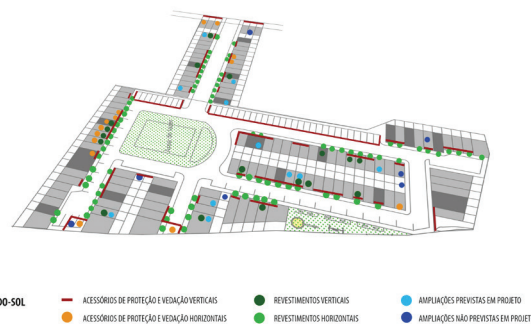 DO-SOL
ACESSÓRIOS DE PROTEÇÃO E VEDAÇÃO VERTICAIS
REVESTIMENTOS VERTICAIS
AMPLIAÇÕES PREVISTAS EM PROJETO
ACESSÓRIOS DE PROTEÇÃO E VEDAÇÃO HORIZONTAIS
REVESTIMENTOS HORIZONTAIS
AMPLIAÇÕES NÃO PREVISTAS EM PROJET